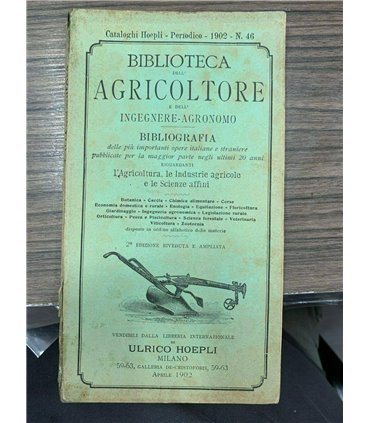 Cataloghi Hoepli - Periodico - 1902 - N. 46
BIBLIOTECA
DELL'
AGRICOLTORE
E DELL'
INGEGNERE-AGRONOMO
BIBLIOGRAFIA
delle più importanti opere italiane e straniere
pubblicate per la maggior parte negli ultimi 20 anni
RIGUARDANTI
l'Agricoltura, le Industrie agricole
e le Scienze affini
Botanica - Caccia - Chimica alimentare - Corse
Economia domestica e rurale - Enologia - Equitazione - Floricoltura
Giardinaggio - Ingegneria agronomica - Legislazione rurale
Orticoltura - Pesca e Piscicoltura - Scienza forestale - Veterinaria
Viticoltura - Zootecnia
disposte in ordine alfabetico delle materie
2ª EDIZIONE RIVEDUTA E AMPLIATA
VENDIBILI DALLA LIBRERIA INTERNAZIONALE
DI
ULRICO HOEPLI
MILANO
59-63, GALLERIA DE-CRISTOFORIS, 59-63
APRILE 1902